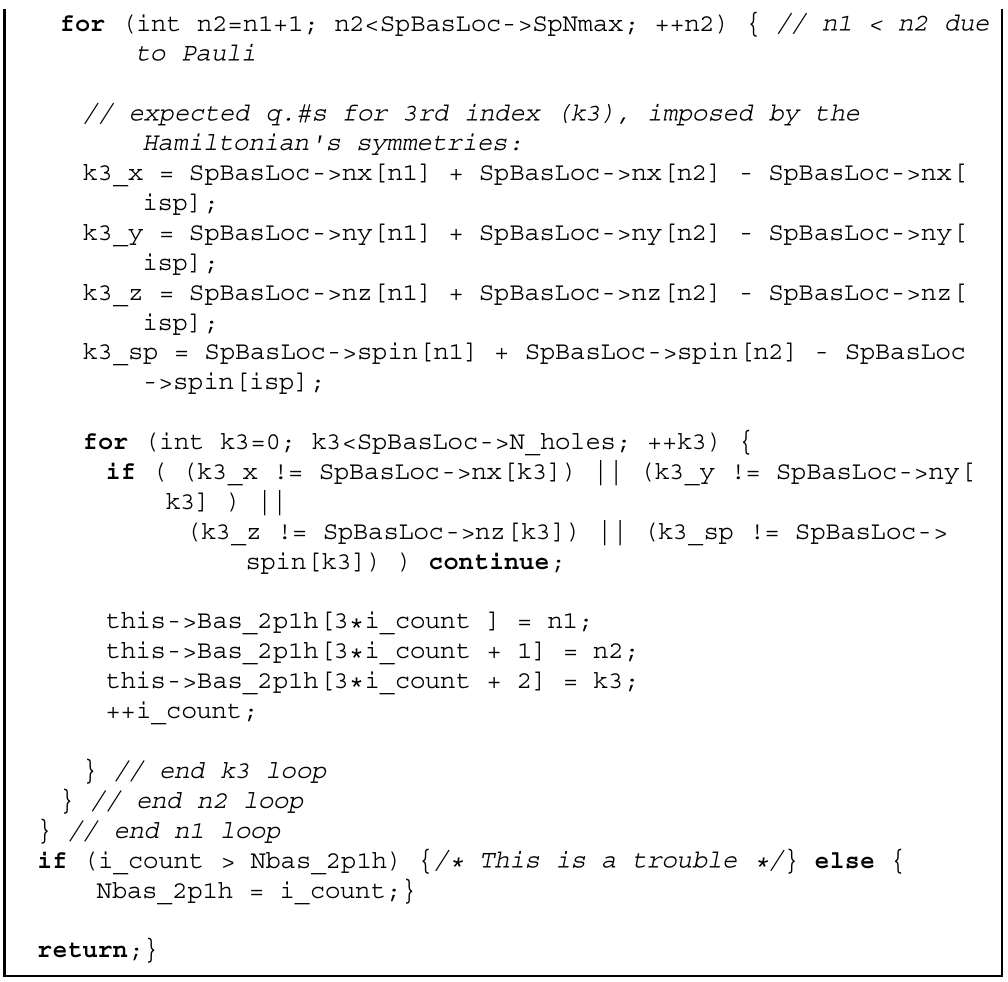 for (int n2=n1+1; n2<SpBasLoc->SpNmax; ++n2) { // n1 < n2 due
to Pauli
// expected q.#s for 3rd index (k3), imposed by the
Hamiltonian's symmetries:
k3_x = SpBasLoc->nx[n1] + SpBasLoc->nx[n2] - SpBasLoc->nx[
isp];
k3_y = SpBasLoc->ny[n1] + SpBasLoc->ny[n2] - SpBasLoc->ny[
isp];
k3_z = SpBasLoc->nz[n1] + SpBasLoc->nz[n2] - SpBasLoc->nz[
isp];
k3_sp = SpBasLoc->spin[n1] + SpBasLoc->spin[n2] - SpBasLoc
->spin[isp];
for (int k3=0; k3<SpBasLoc->N_holes; ++k3) {
if ( (k3_x != SpBasLoc->nx[k3]) || (k3_y != SpBasLoc->ny[
k3] ) ||
(k3_z != SpBasLoc->nz[k3]) || (k3_sp != SpBasLoc->
spin[k3]) ) continue;
this->Bas_2p1h[3*i_count ] = n1;
this->Bas_2p1h[3*i_count + 1] = n2;
this->Bas_2p1h[3*i_count + 2] = k3;
++i_count;
} // end k3 loop
} // end n2 loop
} // end n1 loop
if (i_count > Nbas_2p1h) {/* This is a trouble */} else {
Nbas_2p1h = i_count;}
return;}